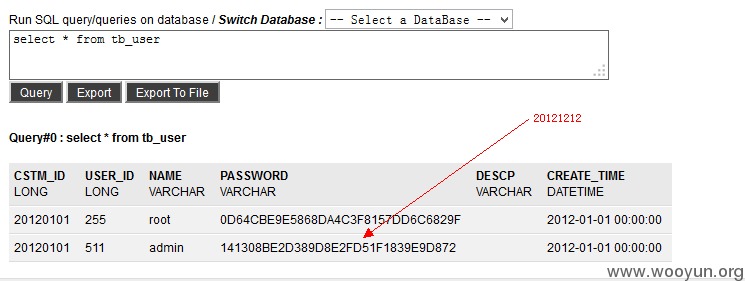 Run SQL query/queries on database / Switch Database : -- Select a DataBase --
select * from tb_user
Query Export Export To File
20121212
Query#0 : select * from tb_user
CSTM_ID USER_ID NAME PASSWORD DESCP CREATE_TIME
LONG LONG VARCHAR VARCHAR VARCHAR DATETIME
20120101 255 root 0D64CBE9E5868DA4C3F8157DD6C6829F 2012-01-01 00:00:00
20120101 511 admin 141308BE2D389D8E2FD51F1839E9D872 2012-01-01 00:00:00
www.wooyun.org